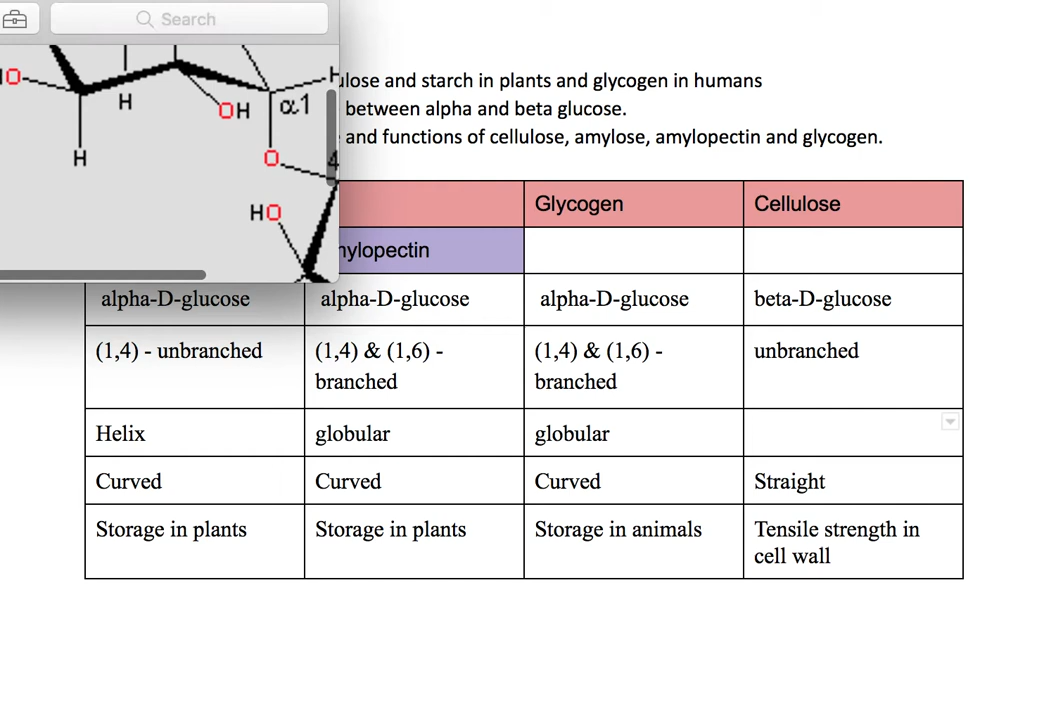 Search
HO
H
H
OH
α1
H
O
4
HO
ulose and starch in plants and glycogen in humans
between alpha and beta glucose.
and functions of cellulose, amylose, amylopectin and glycogen.
Glycogen Cellulose
nylopectin
alpha-D-glucose alpha-D-glucose alpha-D-glucose beta-D-glucose
(1,4) - unbranched (1,4) & (1,6) - (1,4) & (1,6) - unbranched
branched branched
Helix globular globular
Curved Curved Curved Straight
Storage in plants Storage in plants Storage in animals Tensile strength in
cell wall